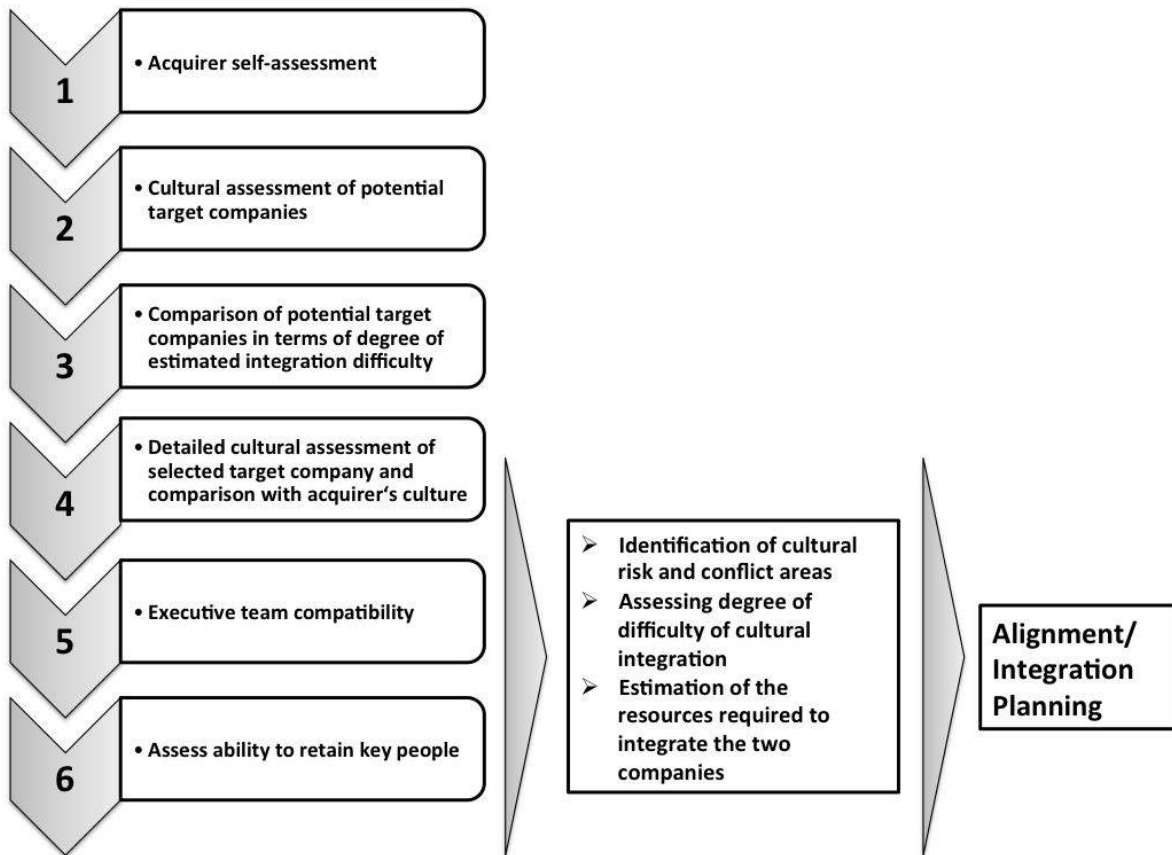 1
• Acquirer self-assessment
2
• Cultural assessment of potential
target companies
3
• Comparison of potential target
companies in terms of degree of
estimated integration difficulty
4
• Detailed cultural assessment of
selected target company and
comparison with acquirer‘s culture
5
• Executive team compatibility
6
• Assess ability to retain key people
➢ Identification of cultural
risk and conflict areas
➢ Assessing degree of
difficulty of cultural
integration
➢ Estimation of the
resources required to
integrate the two
companies
Alignment/
Integration
Planning